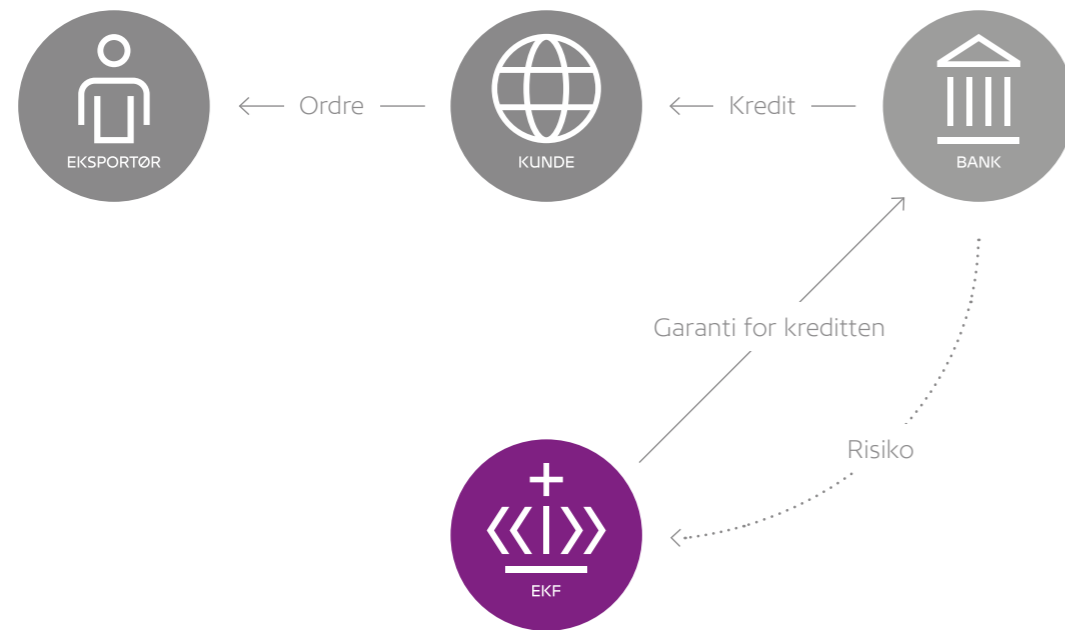 Ordre
Kredit
EKSPORTØR
KUNDE
BANK
Garanti for kreditten
Risiko
EKF